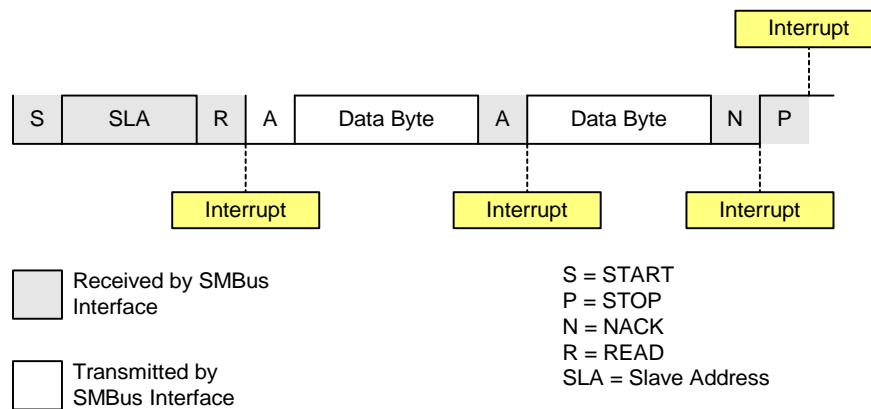 Interrupt
S SLA R A Data Byte A Data Byte N P
Interrupt Interrupt Interrupt
Received by SMBus
Interface
Transmitted by
SMBus Interface
S = START
P = STOP
N = NACK
R = READ
SLA = Slave Address